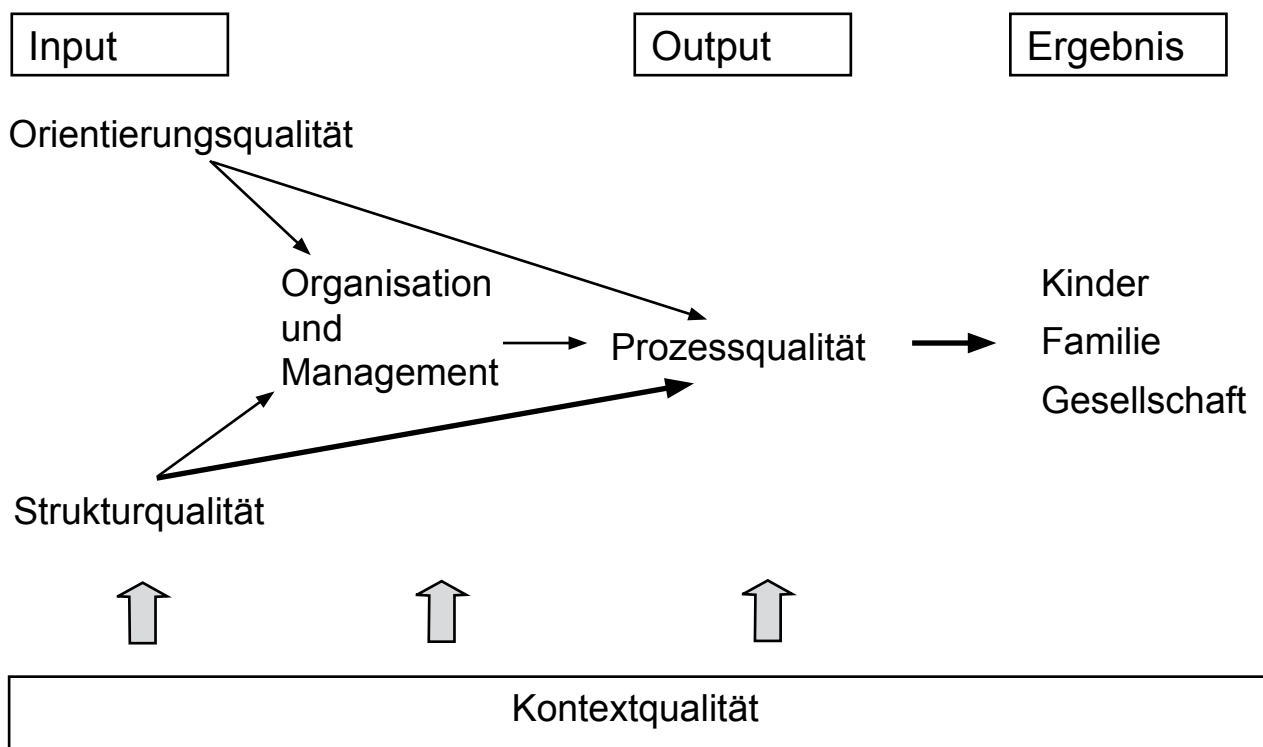 Input
Output
Ergebnis
Orientierungsqualität
Organisation
und
Management
Prozessqualität
Kinder
Familie
Gesellschaft
Strukturqualität
Kontextqualität